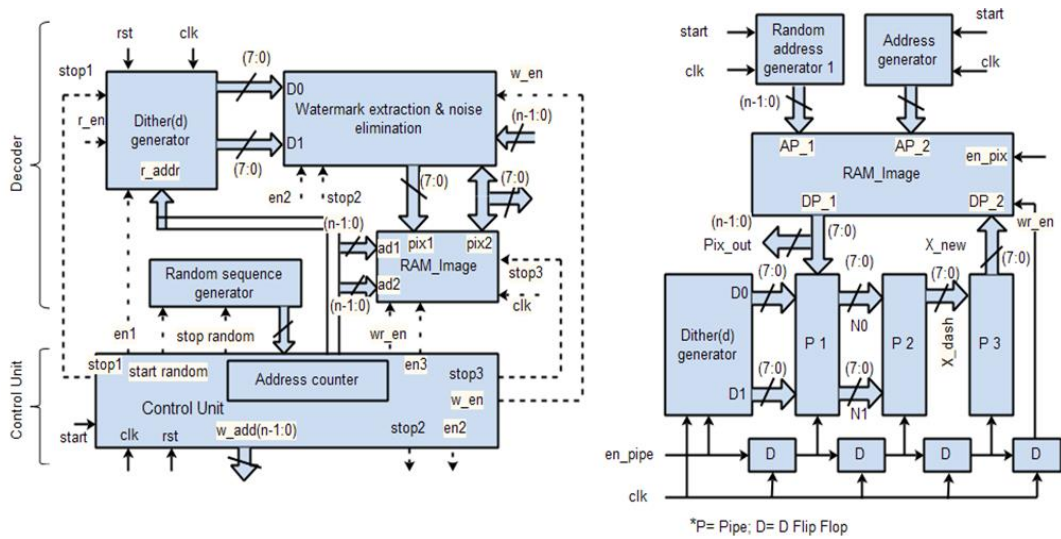 Decoder
Control Unit
rst
clk
stop1
r_en
Dither(d)
generator
r_addr
(7:0)
(7:0)
D0
D1
Watermark extraction & noise
elimination
w_en
(n-1:0)
en2
stop2
(7:0)
(7:0)
(n-1:0)
(n-1:0)
ad1
ad2
pix1
pix2
RAM_Image
stop3
clk
Random sequence
generator
en1
stop random
wr_en
stop1
start random
en3
Address counter
Control Unit
stop3
w_en
start
clk
rst
w_add(n-1:0)
stop2
en2
start
clk
Random
address
generator 1
Address
generator
start
clk
(n-1:0)
AP_1
AP_2
en_pix
RAM_Image
DP_1
DP_2
wr_en
(n-1:0)
Pix_out
(7:0)
X_new
(7:0)
Dither(d)
generator
D0
D1
(7:0)
(7:0)
P 1
(7:0)
N0
(7:0)
N1
P 2
(7:0)
X_dash
P 3
en_pipe
D
D
D
D
clk
*P= Pipe; D= D Flip Flop